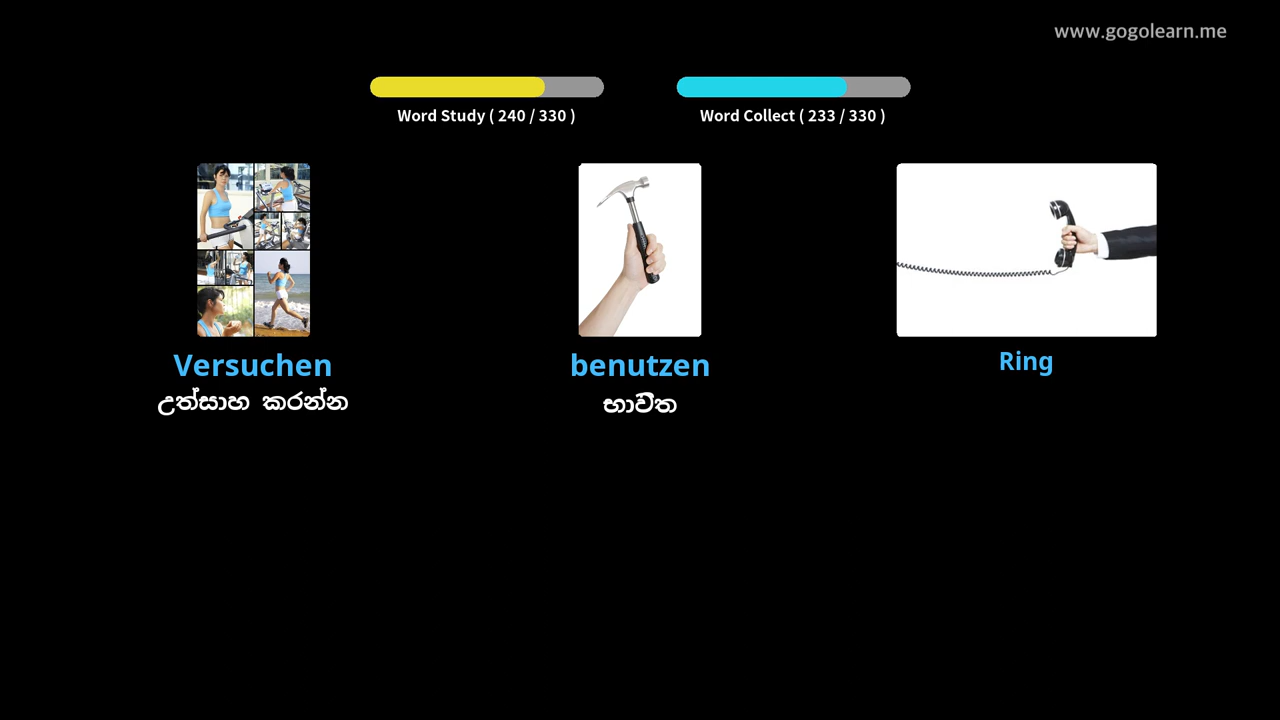 www.gogolearn.me
Word Study ( 240 / 330 )
Word Collect ( 233 / 330 )
Versuchen
උත්සාහ කරන්න
benutzen
භාවිත
Ring